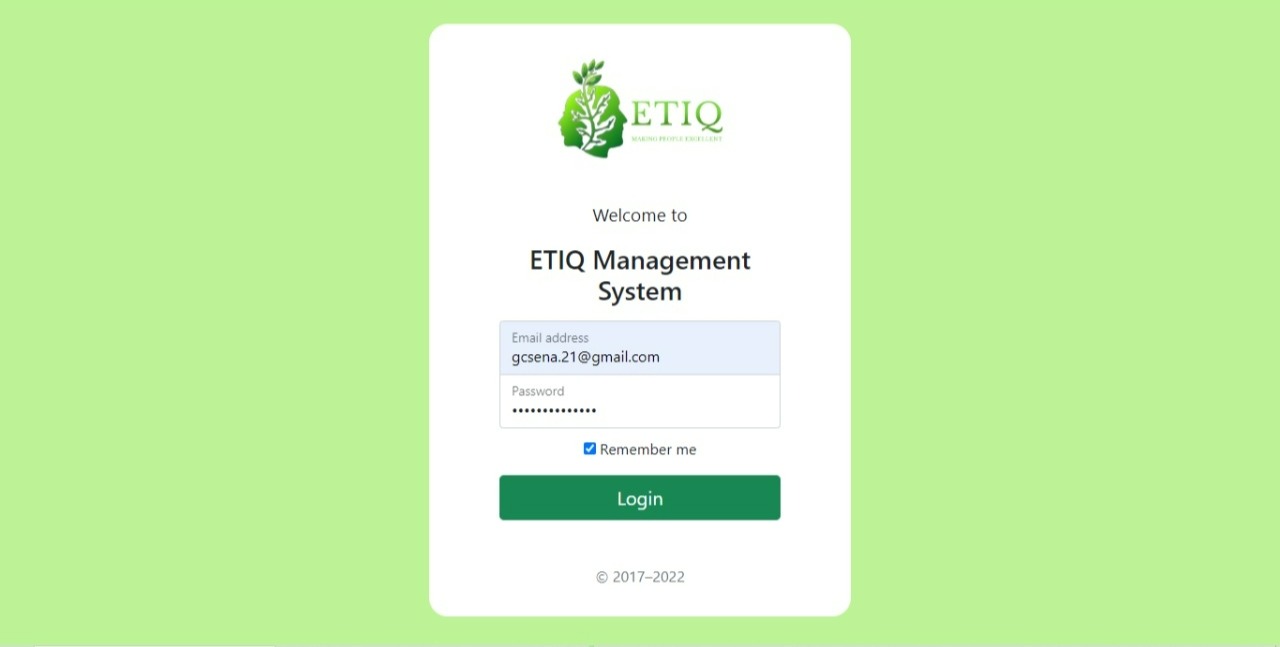 ETIQ
MAKING PEOPLE EXCELLENT
Welcome to
ETIQ Management
System
Email address
gcsena.21@gmail.com
Password
••••••••••••••
Remember me
Login
© 2017–2022